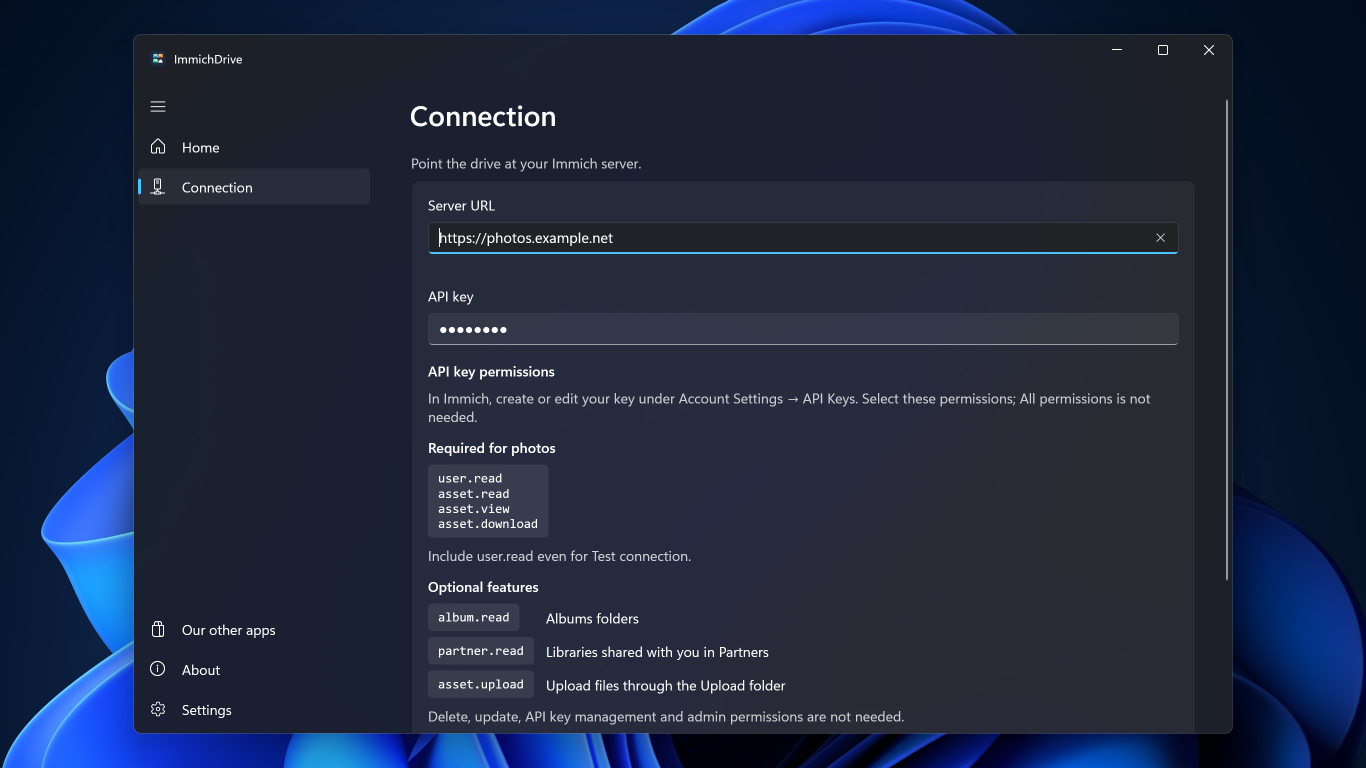 ImmichDrive
Home
Connection
Our other apps
About
Settings
Connection
Point the drive at your Immich server.
Server URL
https://photos.example.net
API key
●●●●●●●●
API key permissions
In Immich, create or edit your key under Account Settings → API Keys. Select these permissions; All permissions is not
needed.
Required for photos
user.read
asset.read
asset.view
asset.download
Include user.read even for Test connection.
Optional features
album.read Albums folders
partner.read Libraries shared with you in Partners
asset.upload Upload files through the Upload folder
Delete, update, API key management and admin permissions are not needed.